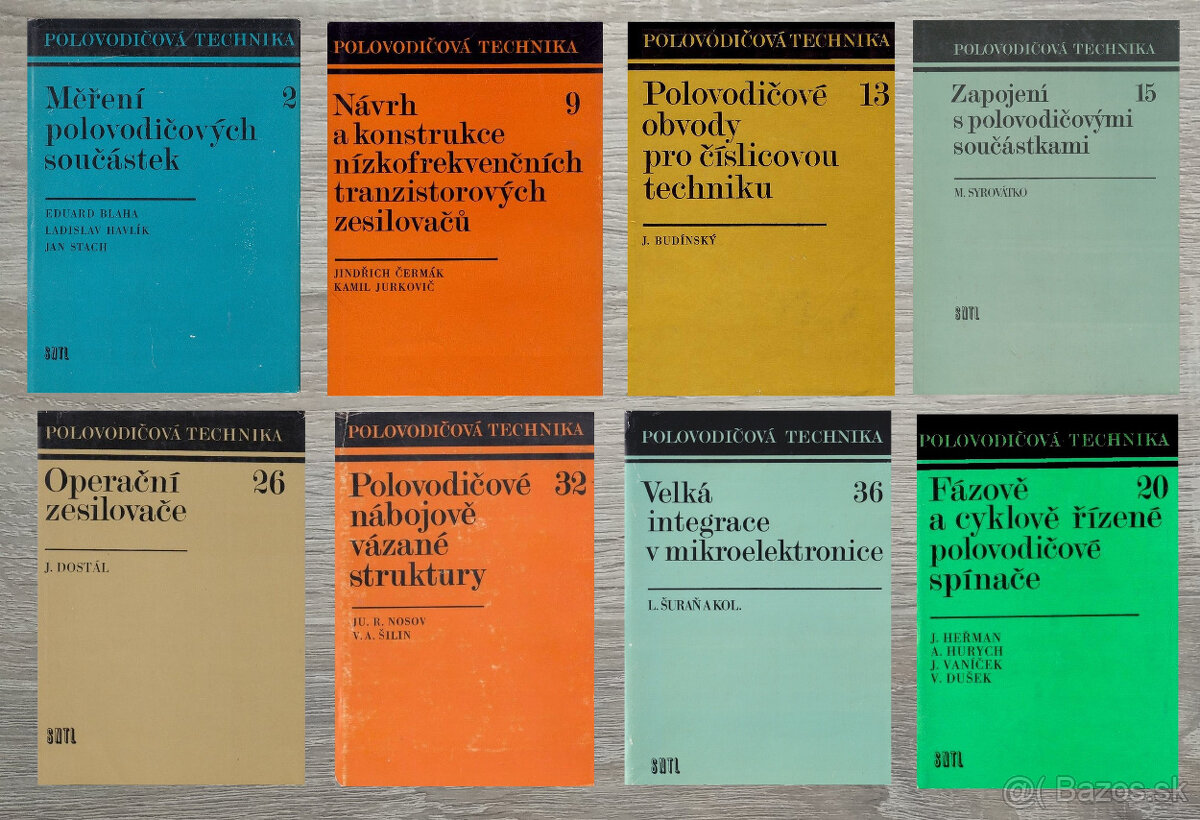 POLOVODIČOVÁ TECHNIKA
Měření 2
polovodičových
součástek
EDUARD BLAHA
LADISLAV HAVLÍK
JAN STACH
SNTL
POLOVODIČOVÁ TECHNIKA
Návrh 9
a konstrukce
nízkofrekvenčních
tranzistorových
zesilovačů
JINDŘICH ČERMÁK
KAMIL JURKOVIČ
POLOVODIČOVÁ TECHNIKA
Polovodičové 13
obvody
pro číslicovou
techniku
J. BUDÍNSKÝ
POLOVODIČOVÁ TECHNIKA
Zapojení 15
s polovodičovými
součástkami
M. SYROVÁTKO
SNTL
POLOVODIČOVÁ TECHNIKA
Operační 26
zesilovače
J. DOSTÁL
SNTL
POLOVODIČOVÁ TECHNIKA
Polovodičové 32
nábojově
vázané
struktury
JU. R. NOSOV
V. A. ŠILIN
POLOVODIČOVÁ TECHNIKA
Velká 36
integrace
v mikroelektronice
L. ŠURAŇ A KOL.
SNTL
POLOVODIČOVÁ TECHNIKA
Fázově 20
a cyklově řízené
polovodičové
spínače
J. HEŘMAN
A. HURYCH
J. VANÍČEK
V. DUŠEK
SNTL
@( Bazos.sk